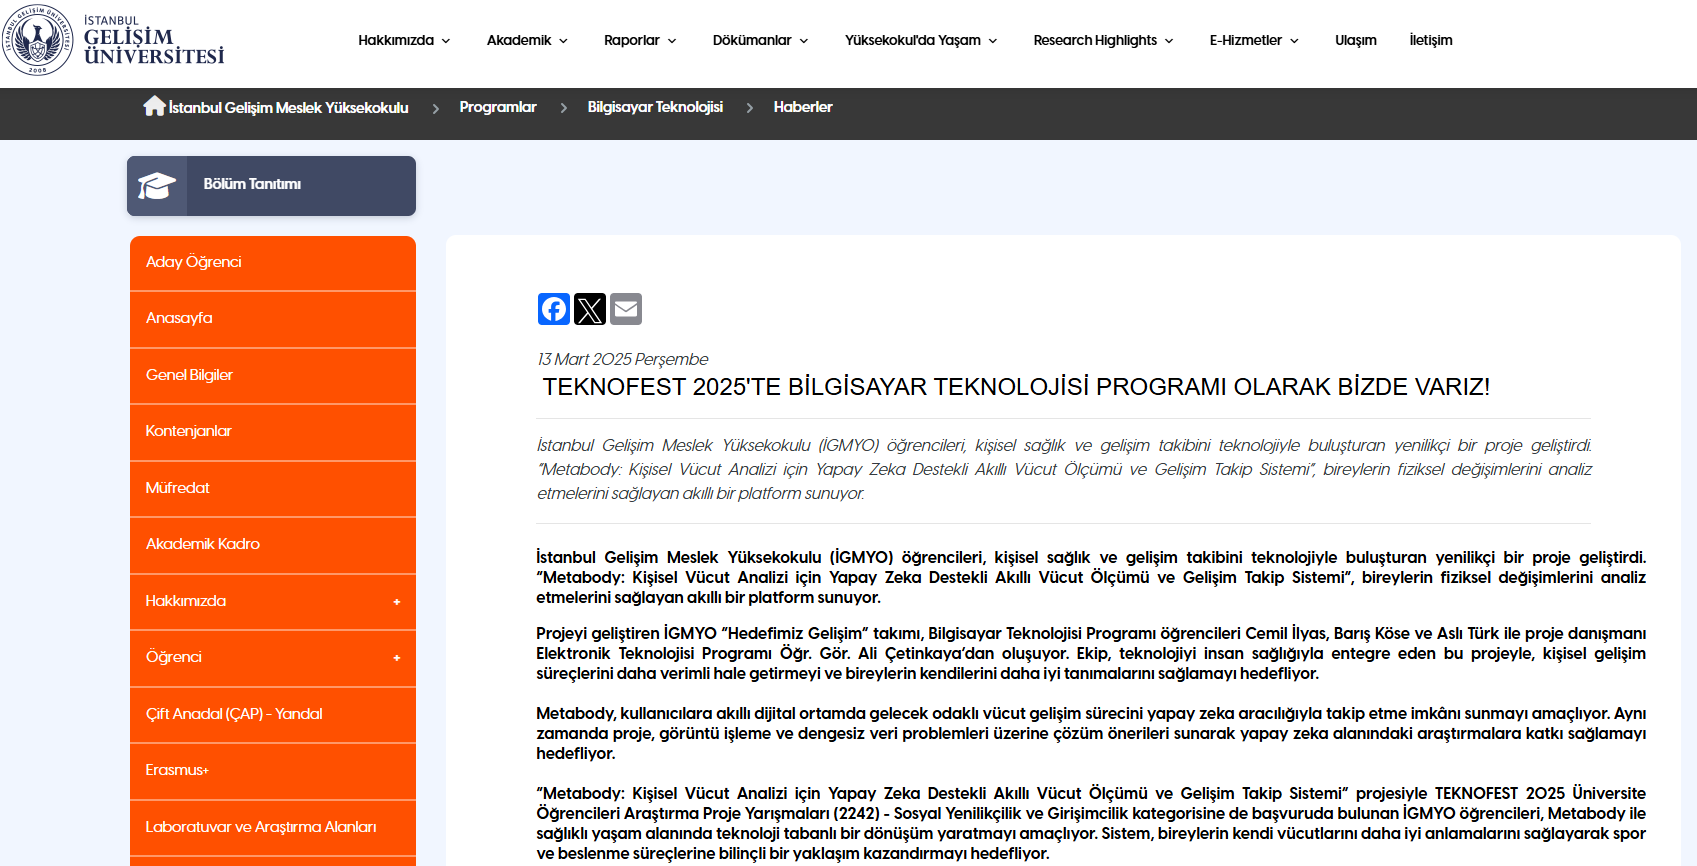 İSTANBUL GELİŞİM ÜNİVERSİTESİ
2008
İSTANBUL
GELİŞİM
ÜNİVERSİTESİ
Hakkımızda
Akademik
Raporlar
Dökümanlar
Yüksekokul'da Yaşam
Research Highlights
E-Hizmetler
Ulaşım
İletişim
İstanbul Gelişim Meslek Yüksekokulu
Programlar
Bilgisayar Teknolojisi
Haberler
Bölüm Tanıtımı
Aday Öğrenci
Anasayfa
Genel Bilgiler
Kontenjanlar
Müfredat
Akademik Kadro
Hakkımızda +
Öğrenci +
Çift Anadal (ÇAP) - Yandal
Erasmus+
Laboratuvar ve Araştırma Alanları
13 Mart 2025 Perşembe
TEKNOFEST 2025'TE BİLGİSAYAR TEKNOLOJİSİ PROGRAMI OLARAK BİZDE VARIZ!
İstanbul Gelişim Meslek Yüksekokulu (İGMYO) öğrencileri, kişisel sağlık ve gelişim takibini teknolojiyle buluşturan yenilikçi bir proje geliştirdi.
“Metabody: Kişisel Vücut Analizi için Yapay Zeka Destekli Akıllı Vücut Ölçümü ve Gelişim Takip Sistemi”, bireylerin fiziksel değişimlerini analiz
etmelerini sağlayan akıllı bir platform sunuyor.
İstanbul Gelişim Meslek Yüksekokulu (İGMYO) öğrencileri, kişisel sağlık ve gelişim takibini teknolojiyle buluşturan yenilikçi bir proje geliştirdi.
“Metabody: Kişisel Vücut Analizi için Yapay Zeka Destekli Akıllı Vücut Ölçümü ve Gelişim Takip Sistemi”, bireylerin fiziksel değişimlerini analiz
etmelerini sağlayan akıllı bir platform sunuyor.
Projeyi geliştiren İGMYO “Hedefimiz Gelişim” takımı, Bilgisayar Teknolojisi Programı öğrencileri Cemil İlyas, Barış Köse ve Aslı Türk ile proje danışmanı
Elektronik Teknolojisi Programı Öğr. Gör. Ali Çetinkaya’dan oluşuyor. Ekip, teknolojiyi insan sağlığıyla entegre eden bu projeyle, kişisel gelişim
süreçlerini daha verimli hale getirmeyi ve bireylerin kendilerini daha iyi tanımalarını sağlamayı hedefliyor.
Metabody, kullanıcılara akıllı dijital ortamda gelecek odaklı vücut gelişim sürecini yapay zeka aracılığıyla takip etme imkânı sunmayı amaçlıyor. Aynı
zamanda proje, görüntü işleme ve dengesiz veri problemleri üzerine çözüm önerileri sunarak yapay zeka alanındaki araştırmalara katkı sağlamayı
hedefliyor.
“Metabody: Kişisel Vücut Analizi için Yapay Zeka Destekli Akıllı Vücut Ölçümü ve Gelişim Takip Sistemi” projesiyle TEKNOFEST 2025 Üniversite
Öğrencileri Araştırma Proje Yarışmaları (2242) - Sosyal Yenilikçilik ve Girişimcilik kategorisine de başvuruda bulunan İGMYO öğrencileri, Metabody ile
sağlıklı yaşam alanında teknoloji tabanlı bir dönüşüm yaratmayı amaçlıyor. Sistem, bireylerin kendi vücutlarını daha iyi anlamalarını sağlayarak spor
ve beslenme süreçlerine bilinçli bir yaklaşım kazandırmayı hedefliyor.